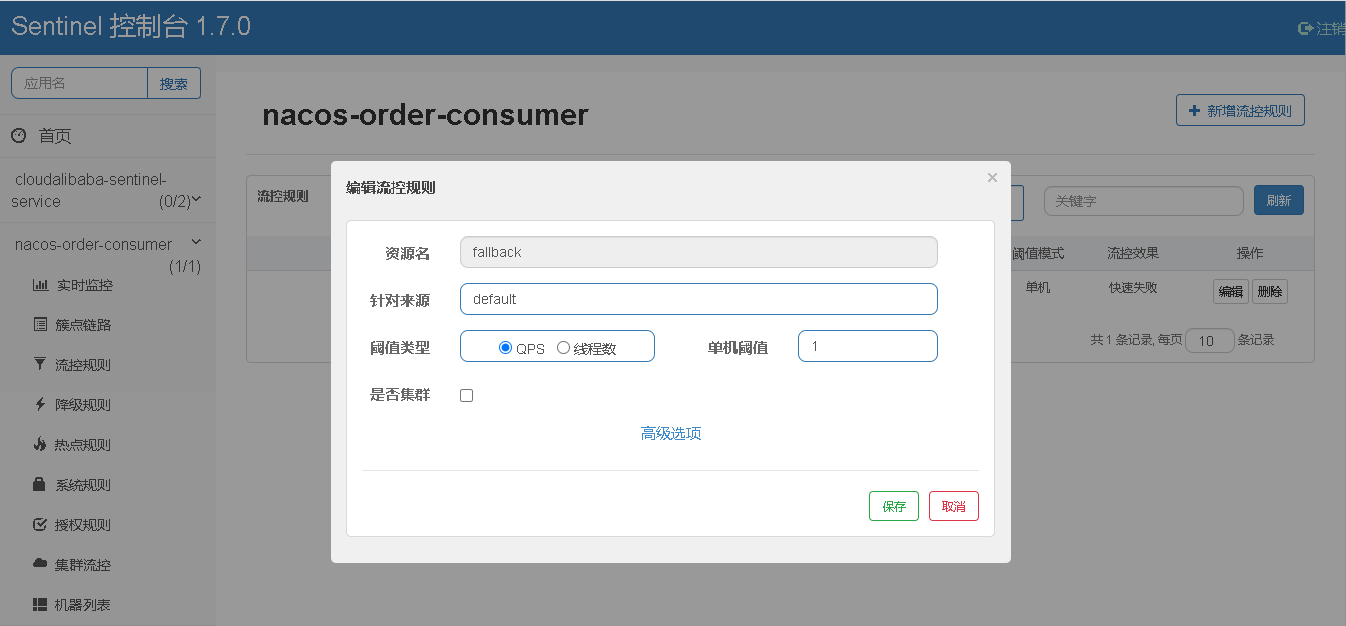 Sentinel 控制台 1.7.0
注销
应用名
搜索
首页
cloudalibaba-sentinel-
service
(0/2)
nacos-order-consumer
(1/1)
实时监控
簇点链路
流控规则
降级规则
热点规则
系统规则
授权规则
集群流控
机器列表
nacos-order-consumer
新增流控规则
流控规则
关键字
刷新
阈值模式 流控效果 操作
单机 快速失败 编辑 删除
共 1 条记录, 每页 10 条记录
编辑流控规则
×
资源名 fallback
针对来源 default
阈值类型 QPS 线程数 单机阈值 1
是否集群
高级选项
保存 取消